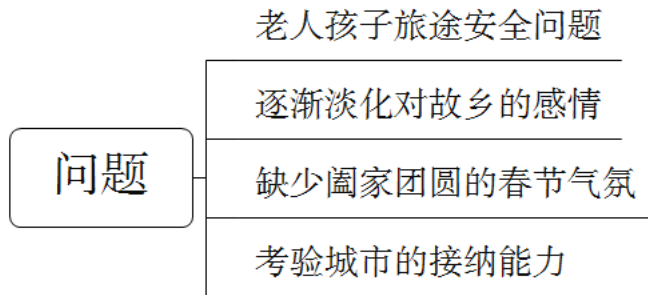 老人孩子旅途安全问题
逐渐淡化对故乡的感情
问题
缺少阖家团圆的春节气氛
考验城市的接纳能力